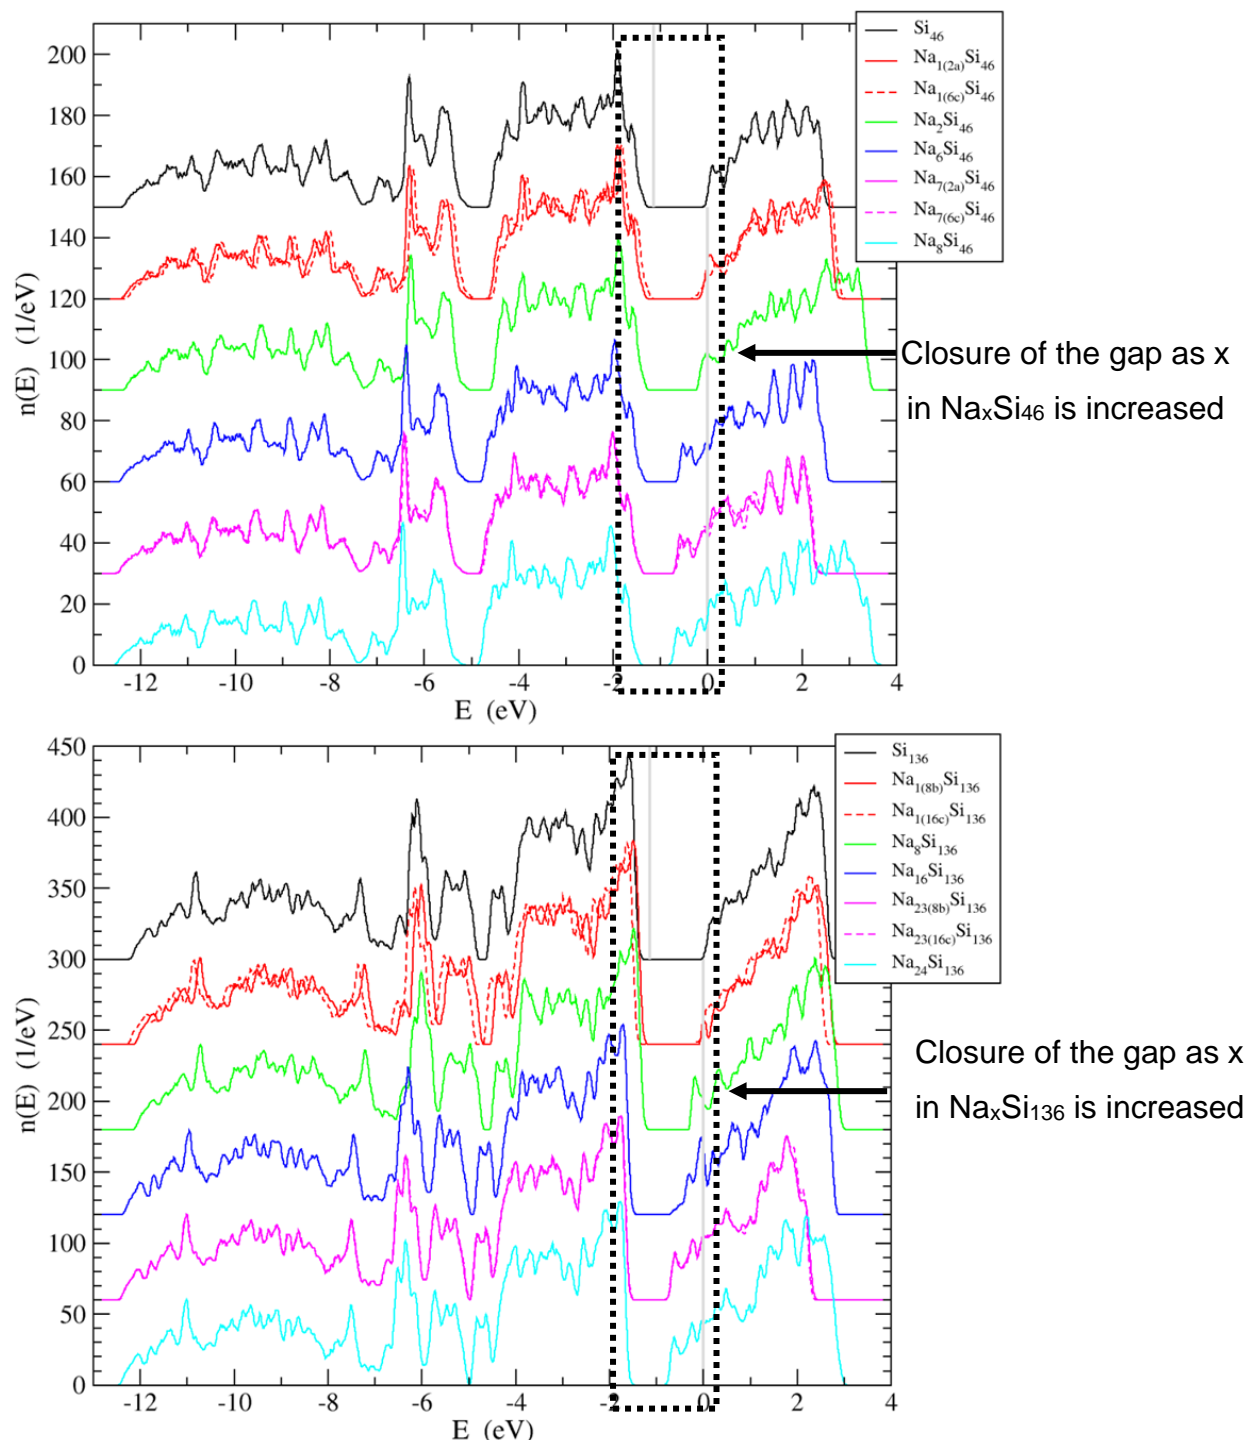 200
180
160
140
120
100
80
60
40
20
0
n(E) (1/eV)
-12
-10
-8
-6
-4
-2
0
2
4
E (eV)
Si46
Na1(2a)Si46
Na1(6c)Si46
Na2Si46
Na6Si46
Na7(2a)Si46
Na7(6c)Si46
Na8Si46
Closure of the gap as x
in NaxSi46 is increased
450
400
350
300
250
200
150
100
50
0
n(E) (1/eV)
-12
-10
-8
-6
-4
-2
0
2
4
E (eV)
Si136
Na1(8b)Si136
Na1(16c)Si136
Na8Si136
Na16Si136
Na23(8b)Si136
Na23(16c)Si136
Na24Si136
Closure of the gap as x
in NaxSi136 is increased